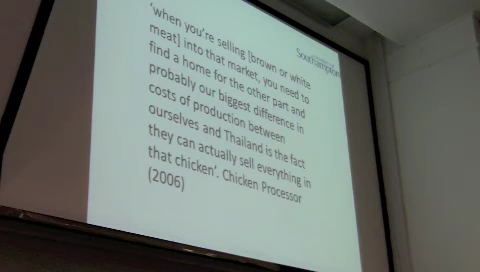 'when you're selling [brown or white
meat] into that market, you need to
find a home for the other part and
probably our biggest difference in
costs of production between
ourselves and Thailand is the fact
they can actually sell everything in
that chicken'. Chicken Processor
(2006)
Southampton